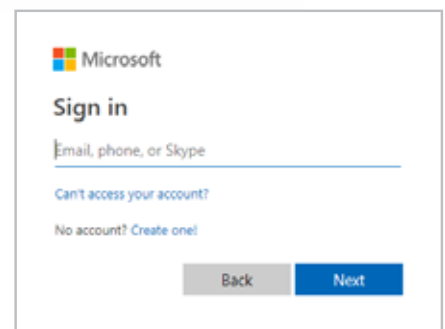 Microsoft
Sign in
Email, phone, or Skype
Can't access your account?
No account? Create one!
Back Next